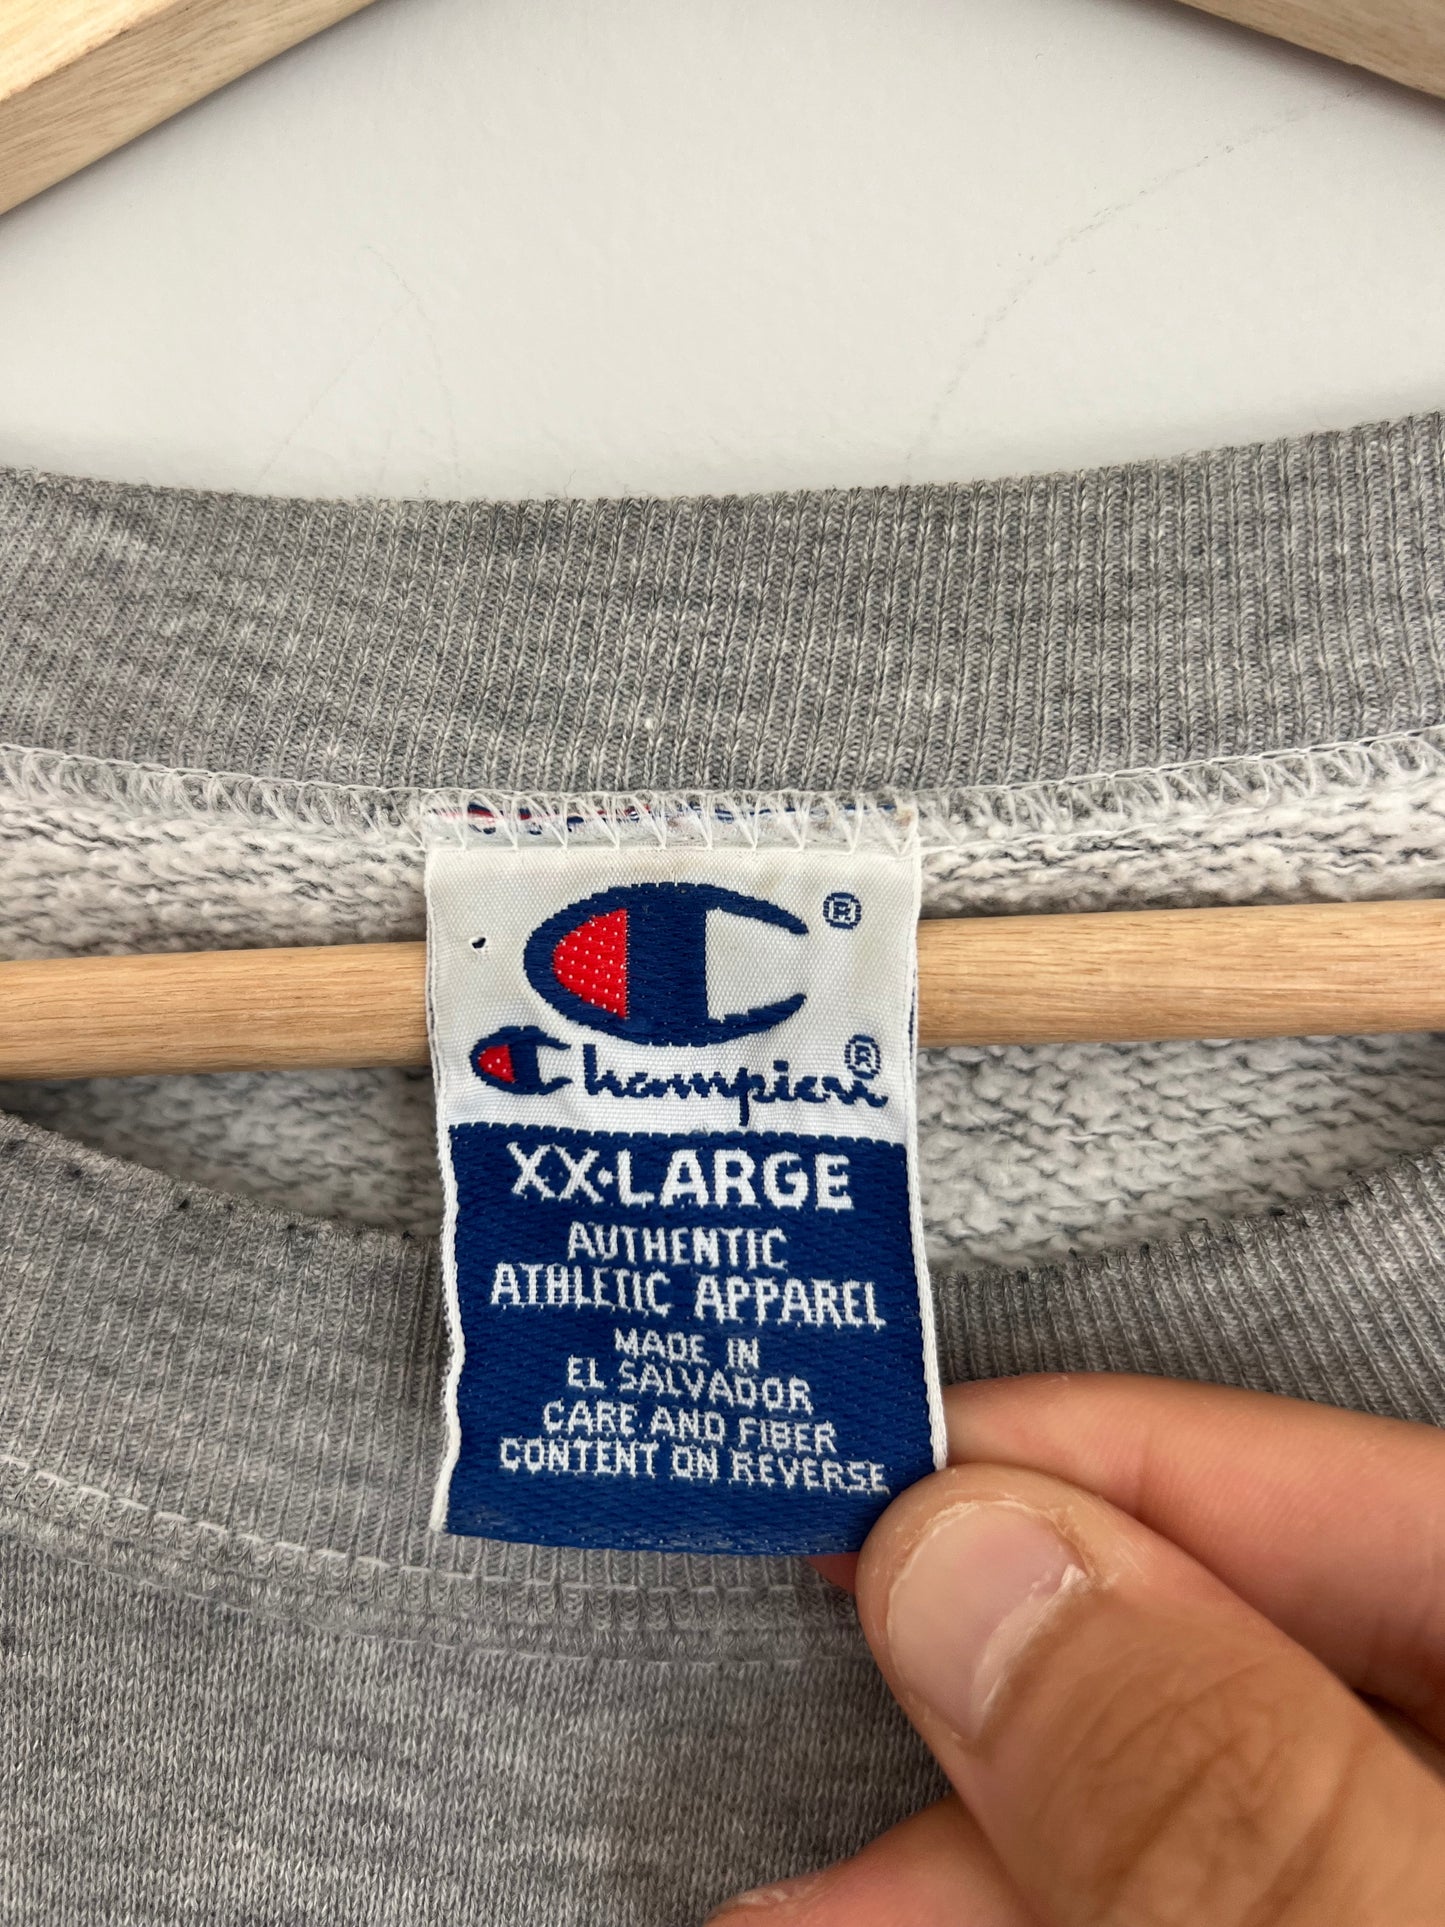 ®
Champion®
XX-LARGE
AUTHENTIC
ATHLETIC APPAREL
MADE IN
EL SALVADOR
CARE AND FIBER
CONTENT ON REVERSE